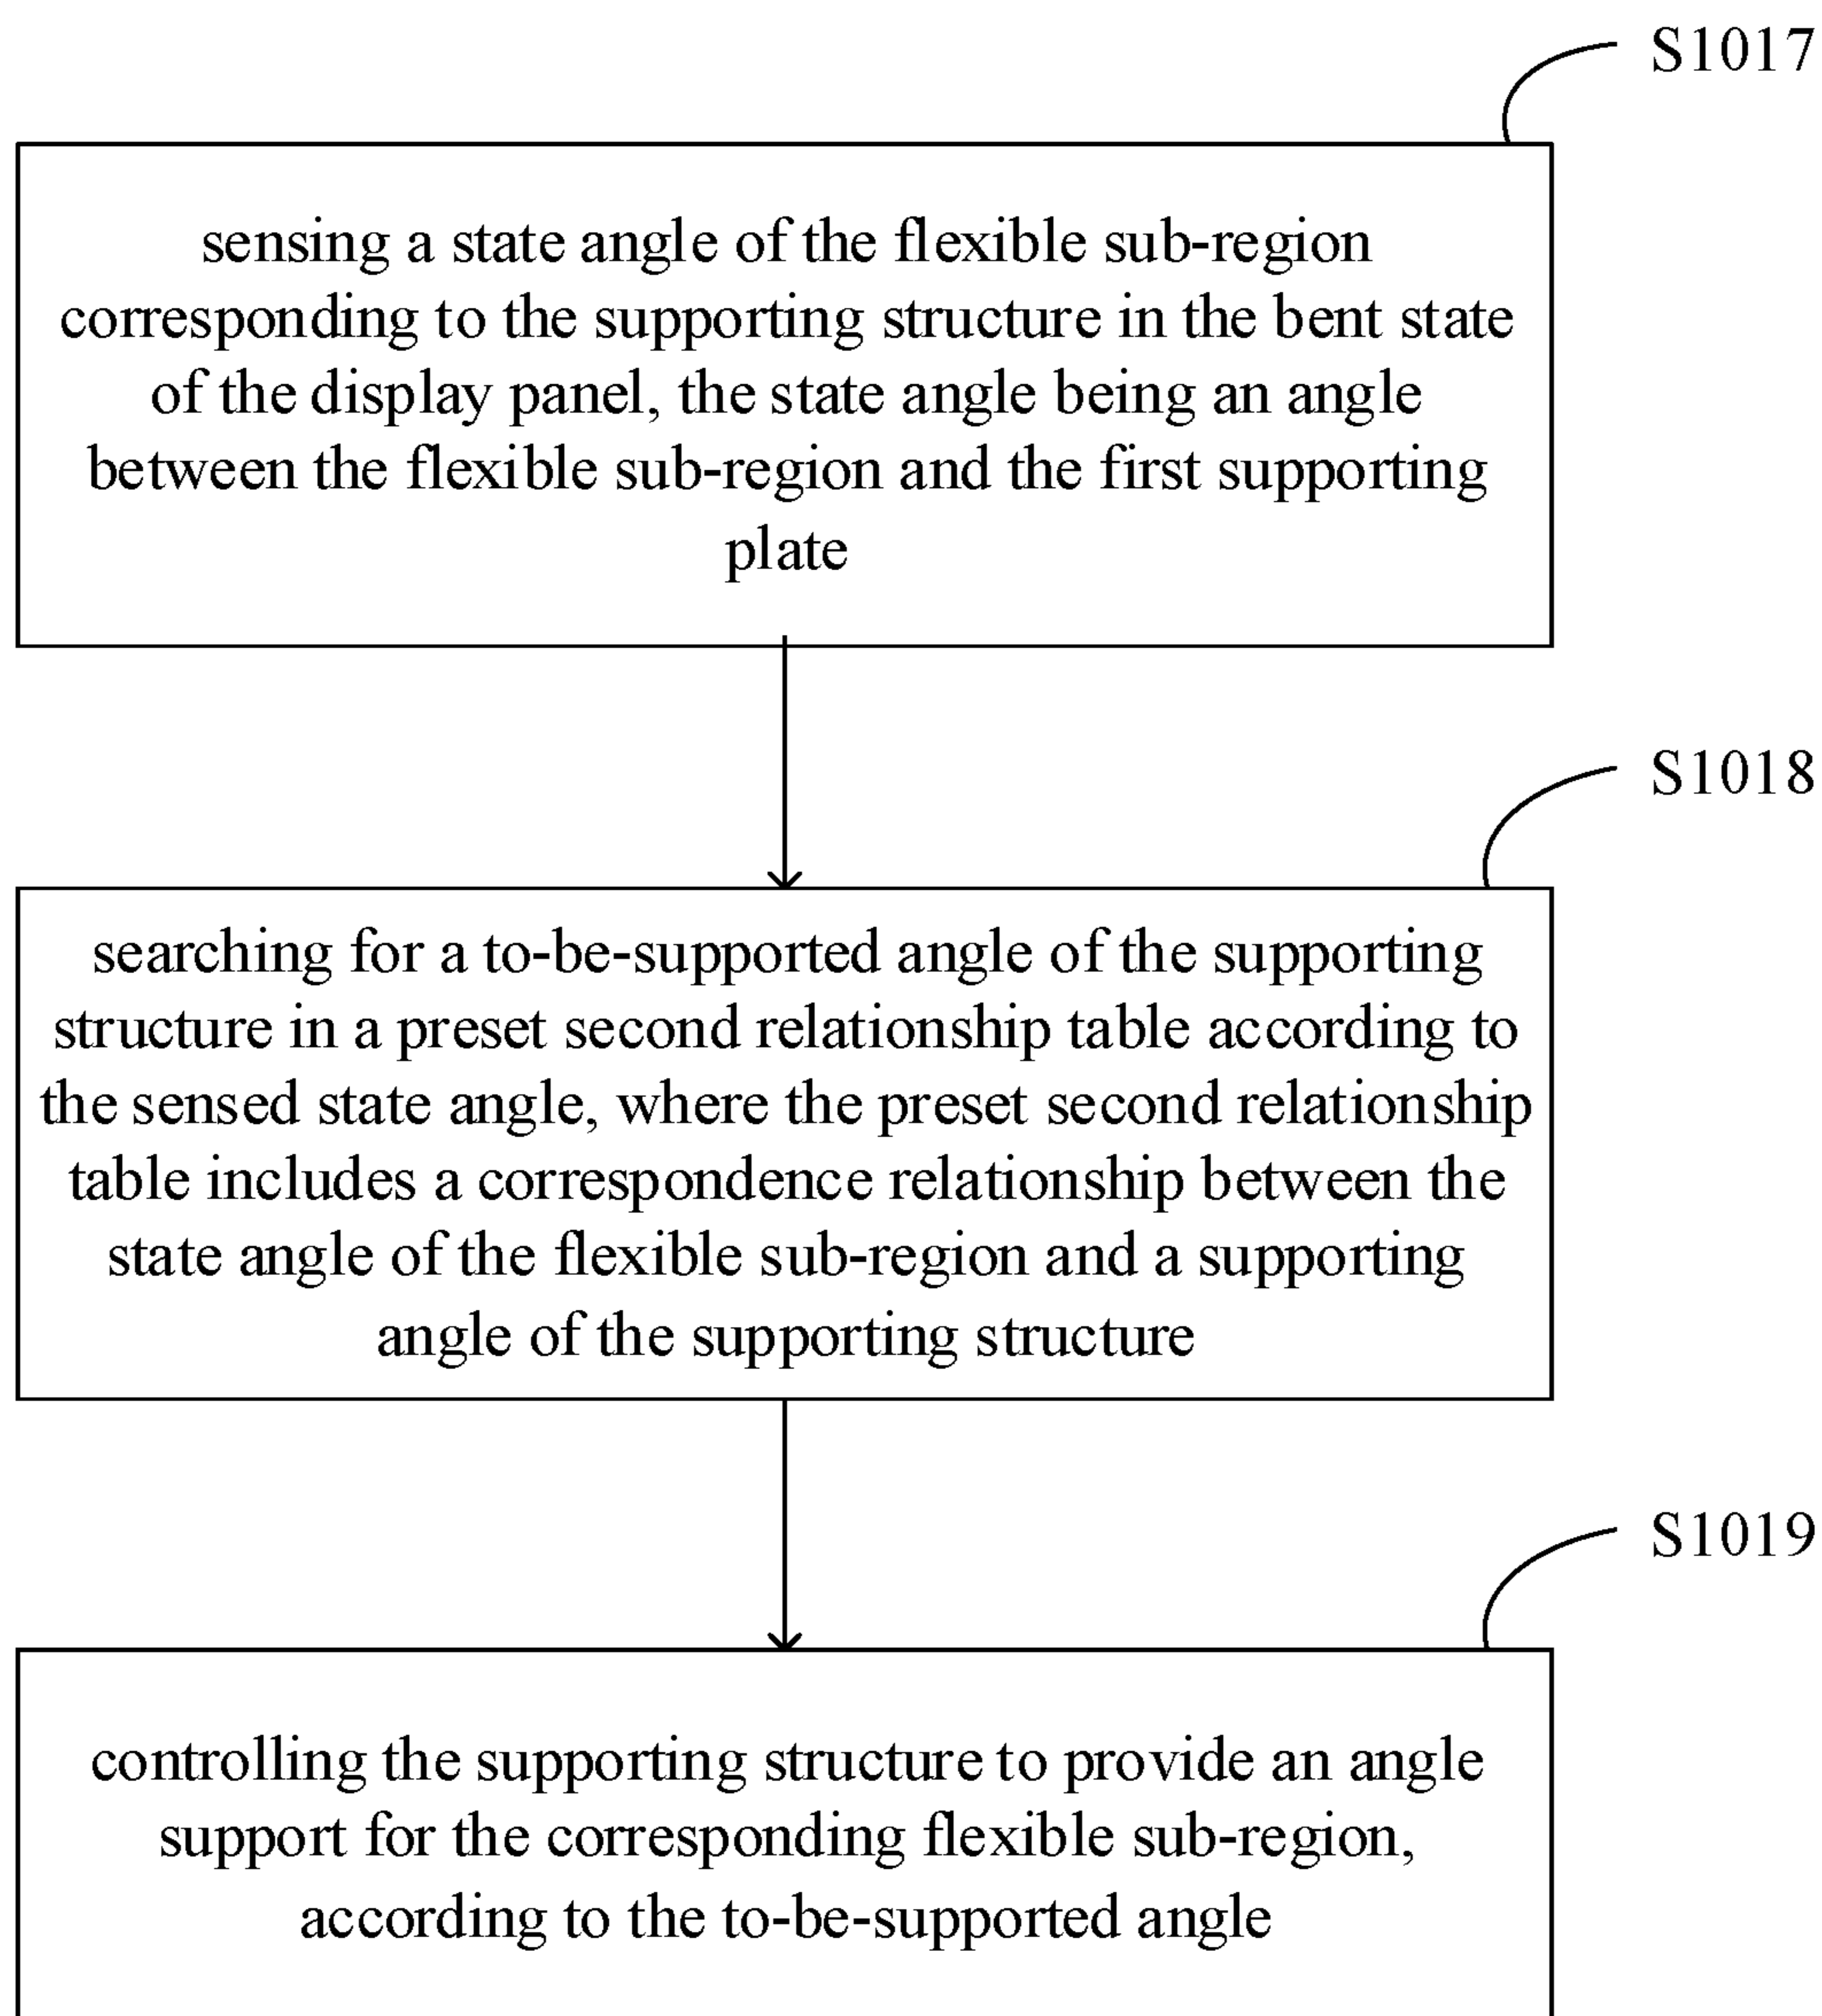 S1017
sensing a state angle of the flexible sub-region
corresponding to the supporting structure in the bent state
of the display panel, the state angle being an angle
between the flexible sub-region and the first supporting
plate
S1018
searching for a to-be-supported angle of the supporting
structure in a preset second relationship table according to
the sensed state angle, where the preset second relationship
table includes a correspondence relationship between the
state angle of the flexible sub-region and a supporting
angle of the supporting structure
S1019
controlling the supporting structure to provide an angle
support for the corresponding flexible sub-region,
according to the to-be-supported angle